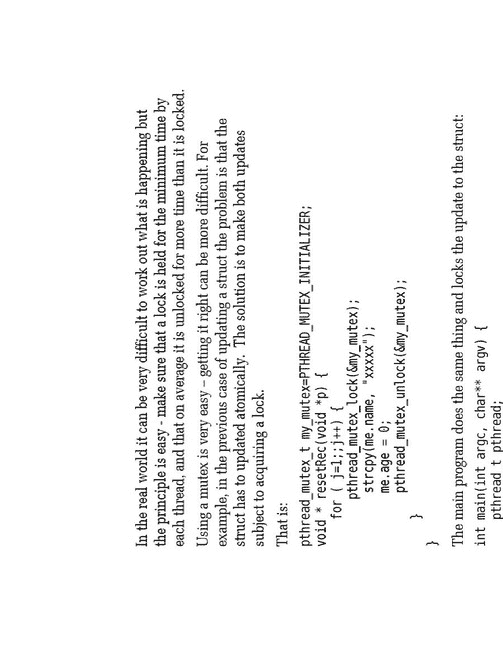 In the real world it can be very difficult to work out what is happening but
the principle is easy - make sure that a lock is held for the minimum time by
each thread, and that on average it is unlocked for more time than it is locked.
Using a mutex is very easy – getting it right can be more difficult. For
example, in the previous case of updating a struct the problem is that the
struct has to updated atomically.  The solution is to make both updates
subject to acquiring a lock.
That is:
pthread_mutex_t my_mutex=PTHREAD_MUTEX_INITIALIZER;
void * resetRec(void *p) {
    for ( j=1;;j++) {
        pthread_mutex_lock(&my_mutex);
        strcpy(me.name, "xxxxx");
        me.age = 0;
        pthread_mutex_unlock(&my_mutex);
    }
}
The main program does the same thing and locks the update to the struct:
int main(int argc, char** argv) {
    pthread_t pthread;